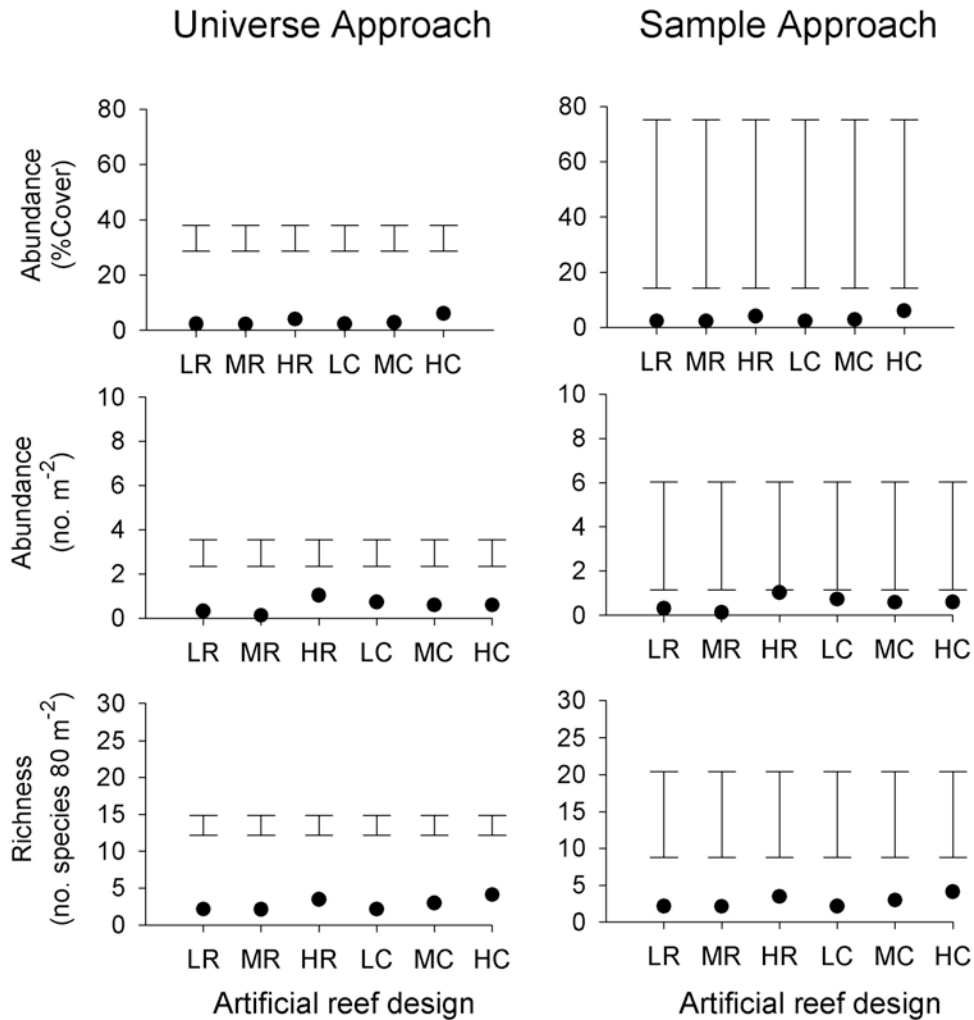 Universe Approach
Sample Approach
Abundance
(%Cover)
80
60
40
20
0
LR MR HR LC MC HC
80
60
40
20
0
LR MR HR LC MC HC
Abundance
(no. m⁻²)
10
8
6
4
2
0
LR MR HR LC MC HC
10
8
6
4
2
0
LR MR HR LC MC HC
Richness
(no. species 80 m⁻²)
30
25
20
15
10
5
0
LR MR HR LC MC HC
30
25
20
15
10
5
0
LR MR HR LC MC HC
Artificial reef design
Artificial reef design